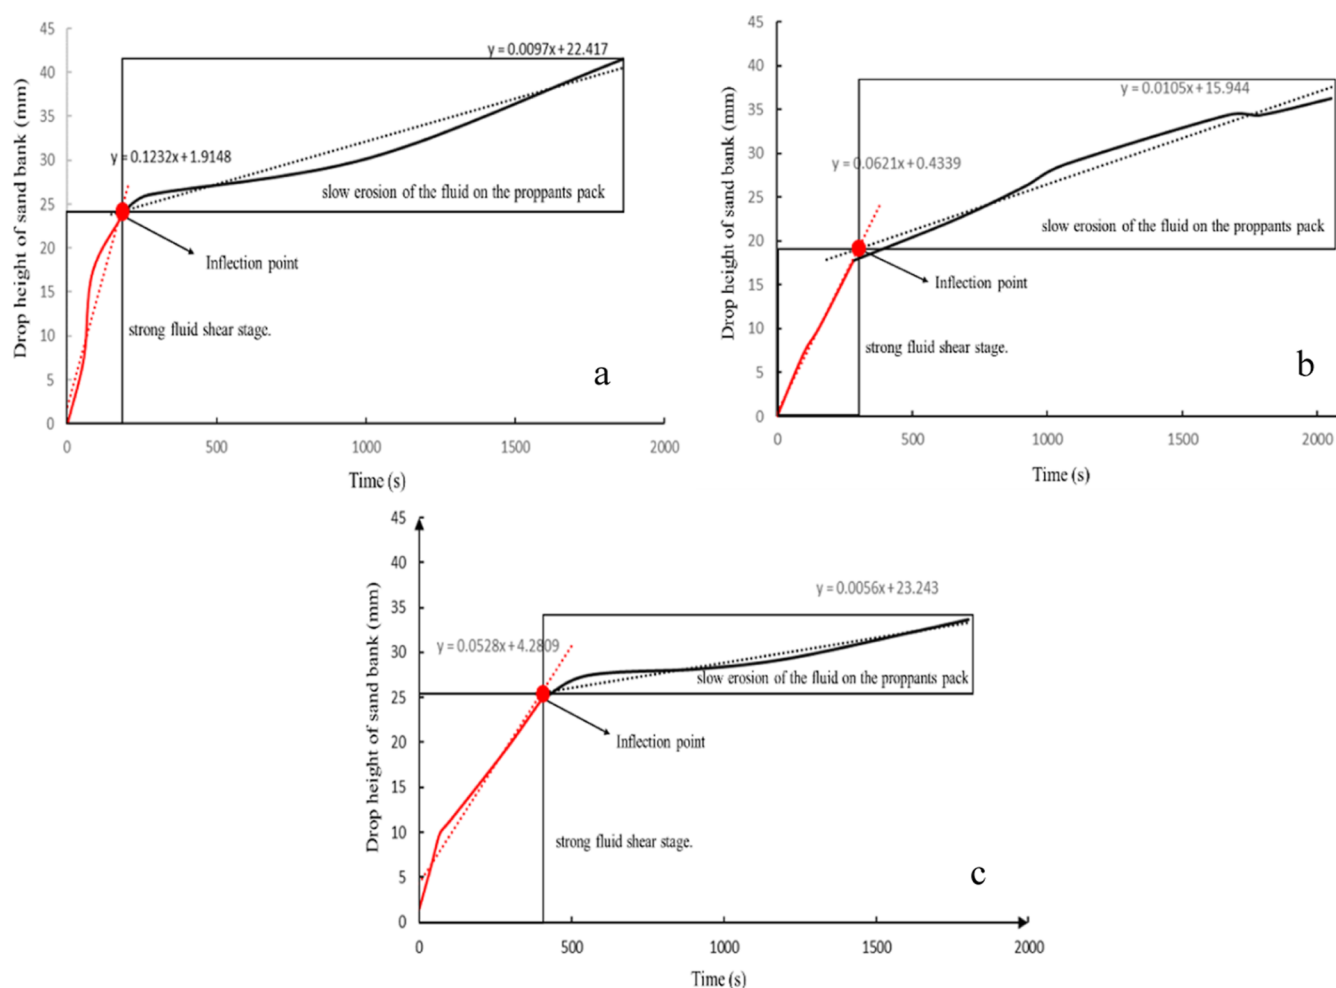 45
40
35
30
25
20
15
10
5
0
Drop height of sand bank (mm)
y = 0.0097x+22.417
y = 0.1232x+1.9148
slow erosion of the fluid on the proppants pack
Inflection point
strong fluid shear stage.
a
0 500 1000 1500 2000
Time (s)
45
40
35
30
25
20
15
10
5
0
Drop height of sand bank (mm)
y = 0.0105x+15.944
y = 0.0621x+0.4339
slow erosion of the fluid on the proppants pack
Inflection point
strong fluid shear stage.
b
0 500 1000 1500 2000
Time (s)
45
40
35
30
25
20
15
10
5
0
Drop height of sand bank (mm)
y = 0.0056x+23.243
y = 0.0528x+4.2809
slow erosion of the fluid on the proppants pack
Inflection point
strong fluid shear stage.
c
0 500 1000 1500 2000
Time (s)